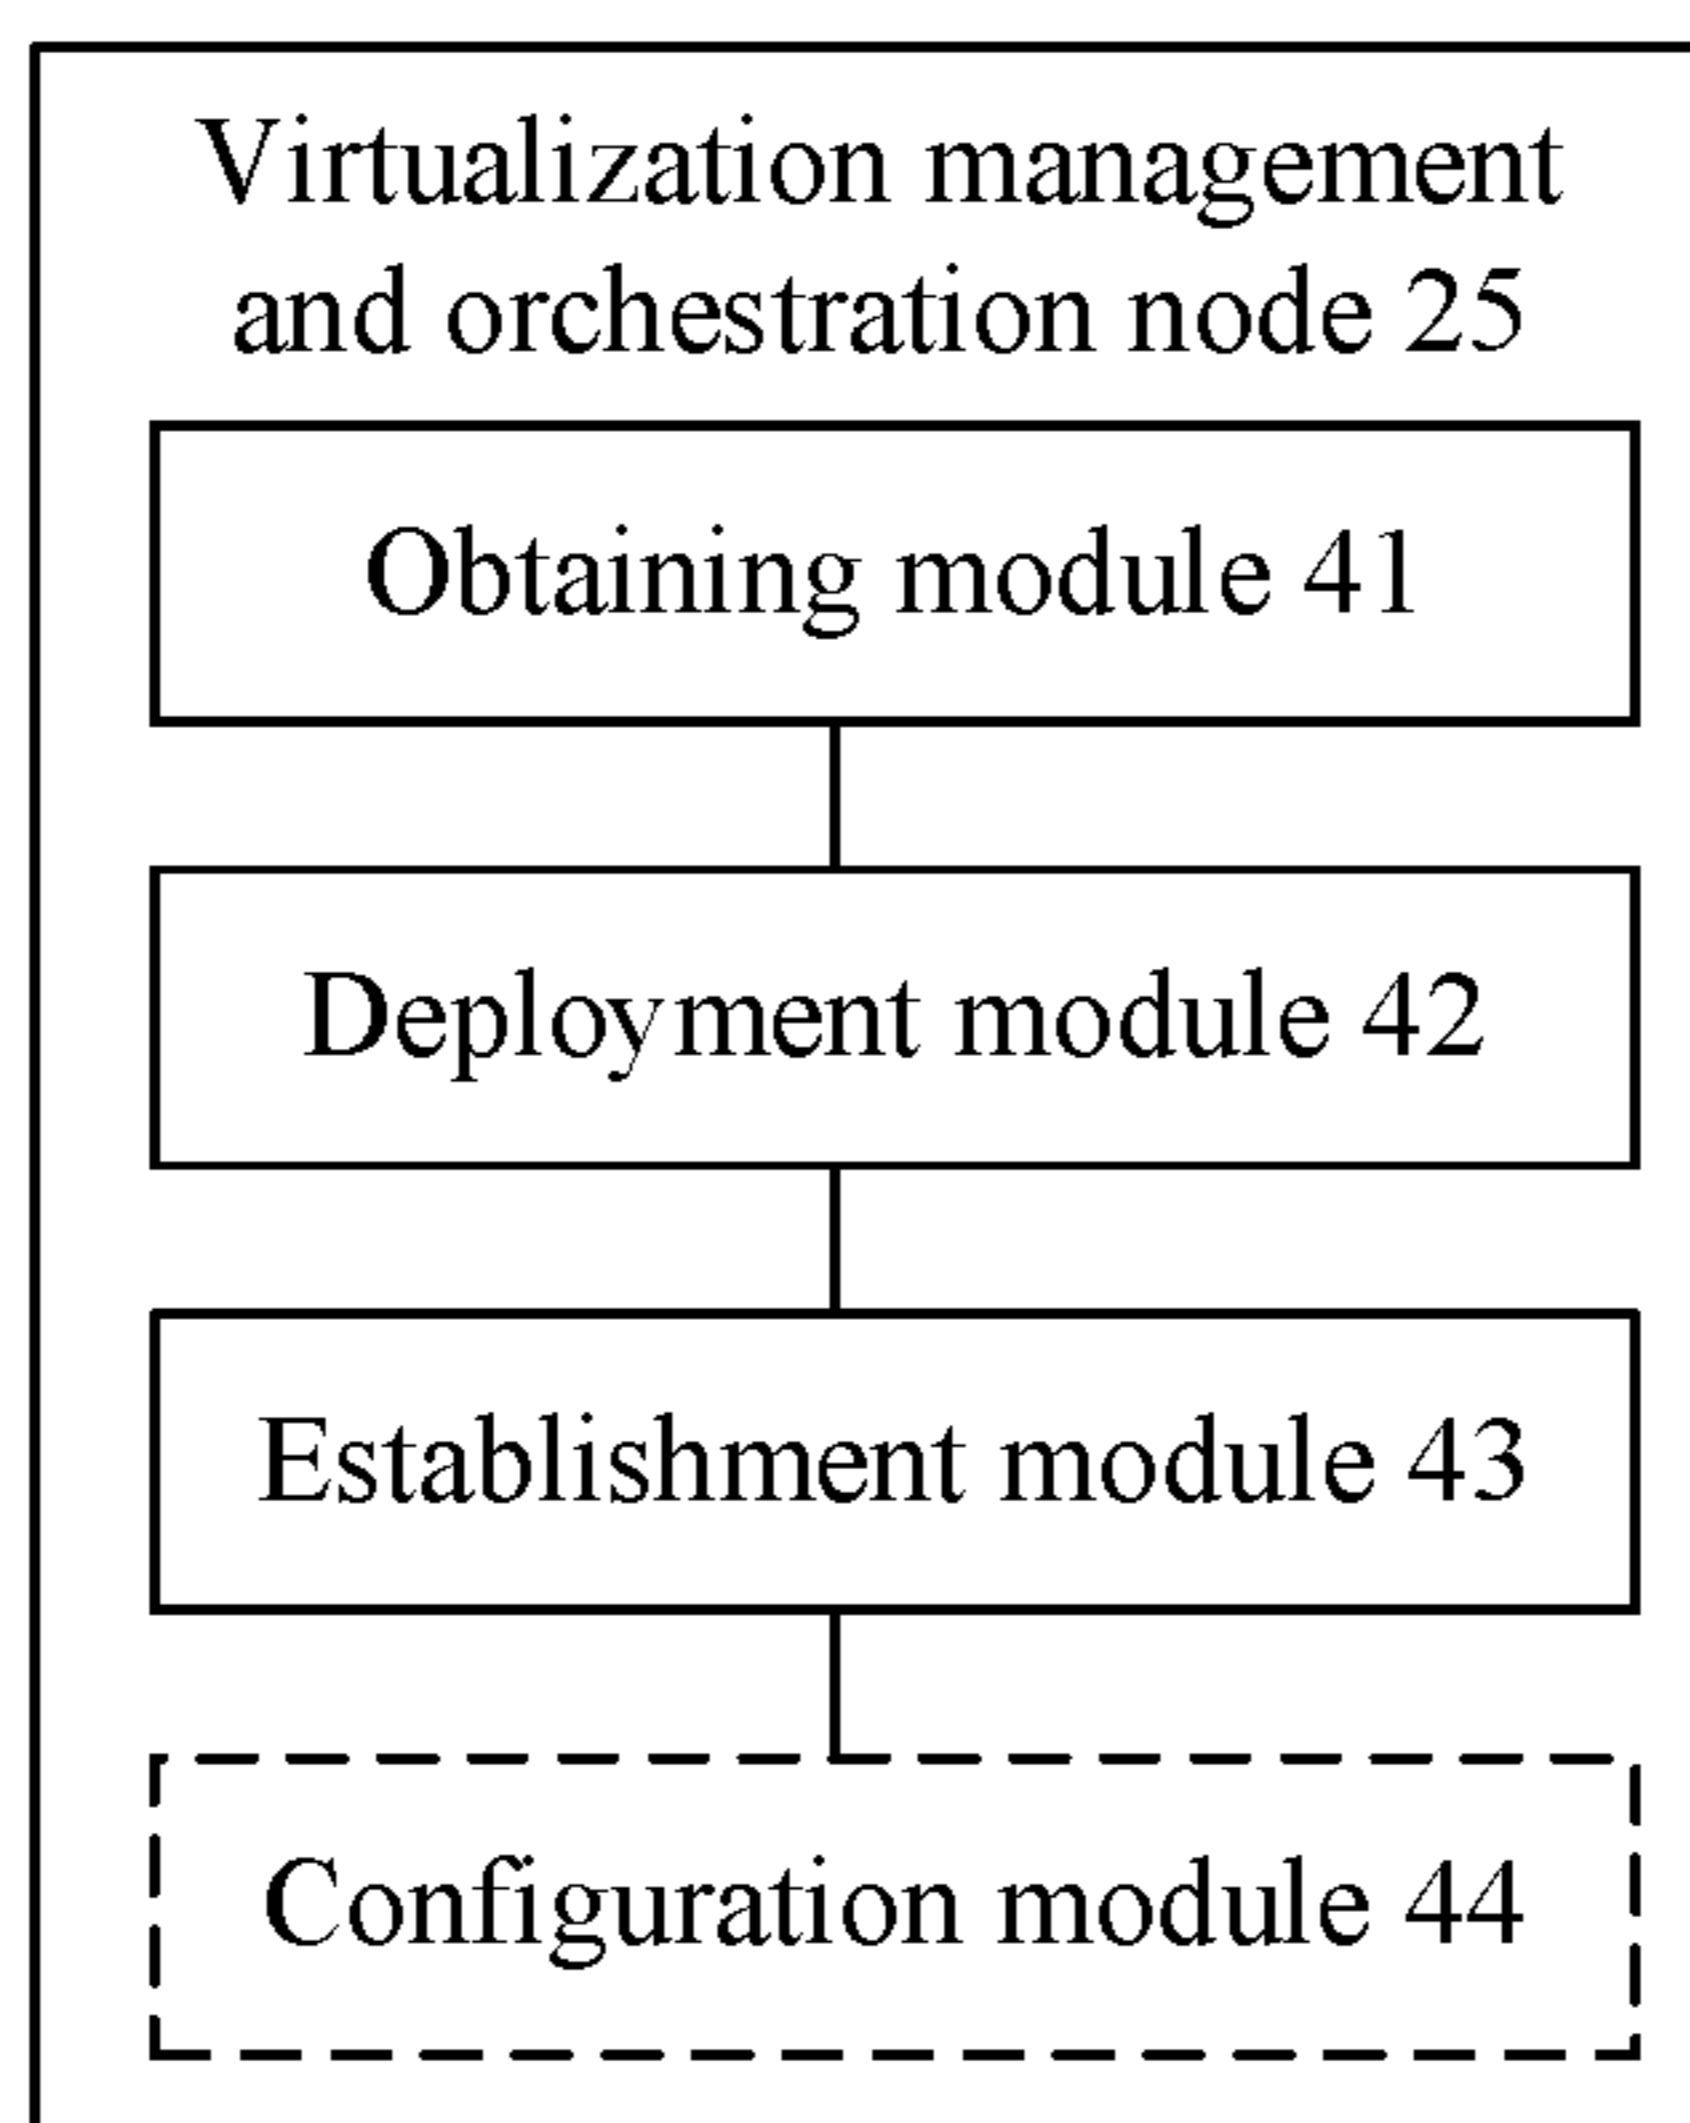 Virtualization management
and orchestration node 25
Obtaining module 41
Deployment module 42
Establishment module 43
Configuration module 44